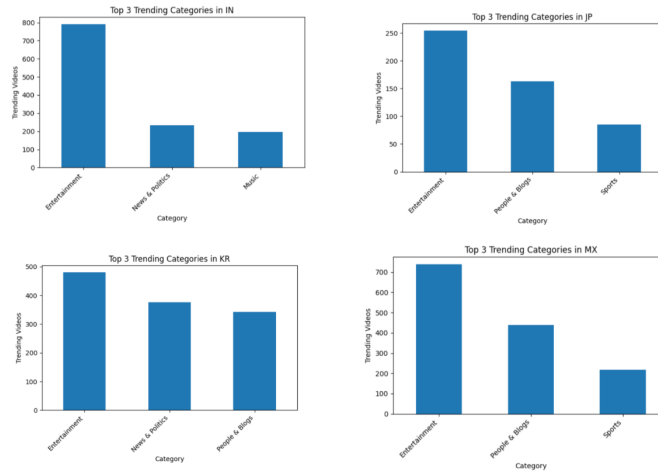 Top 3 Trending Categories in IN
800
700
600
500
400
300
200
100
0
Trending Videos
Entertainment
News & Politics
Music
Category
Top 3 Trending Categories in JP
250
200
150
100
50
0
Trending Videos
Entertainment
People & Blogs
Sports
Category
Top 3 Trending Categories in KR
500
400
300
200
100
0
Trending Videos
Entertainment
News & Politics
People & Blogs
Category
Top 3 Trending Categories in MX
700
600
500
400
300
200
100
0
Trending Videos
Entertainment
People & Blogs
Sports
Category